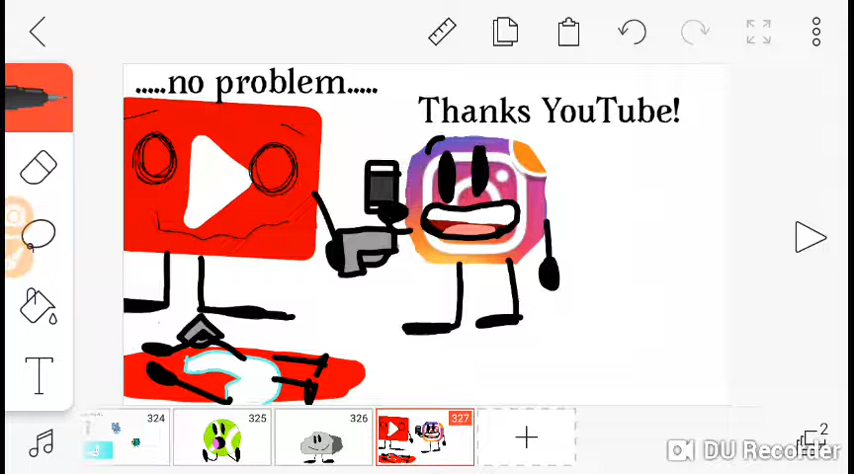 .....no problem.....
Thanks YouTube!
T
324
325
326
327
2
DU Recorder